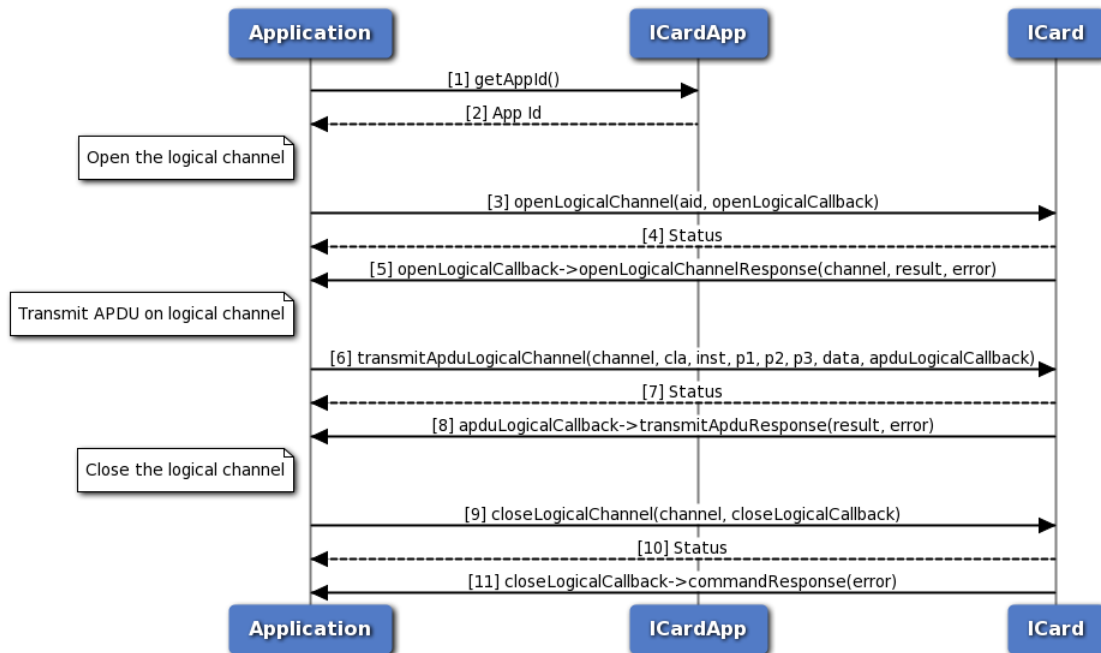 Application ICardApp ICard
[1] getAppId()
[2] App Id
Open the logical channel
[3] openLogicalChannel(aid, openLogicalCallback)
[4] Status
[5] openLogicalCallback->openLogicalChannelResponse(channel, result, error)
Transmit APDU on logical channel
[6] transmitApduLogicalChannel(channel, cla, inst, p1, p2, p3, data, apduLogicalCallback)
[7] Status
[8] apduLogicalCallback->transmitApduResponse(result, error)
Close the logical channel
[9] closeLogicalChannel(channel, closeLogicalCallback)
[10] Status
[11] closeLogicalCallback->commandResponse(error)
Application ICardApp ICard